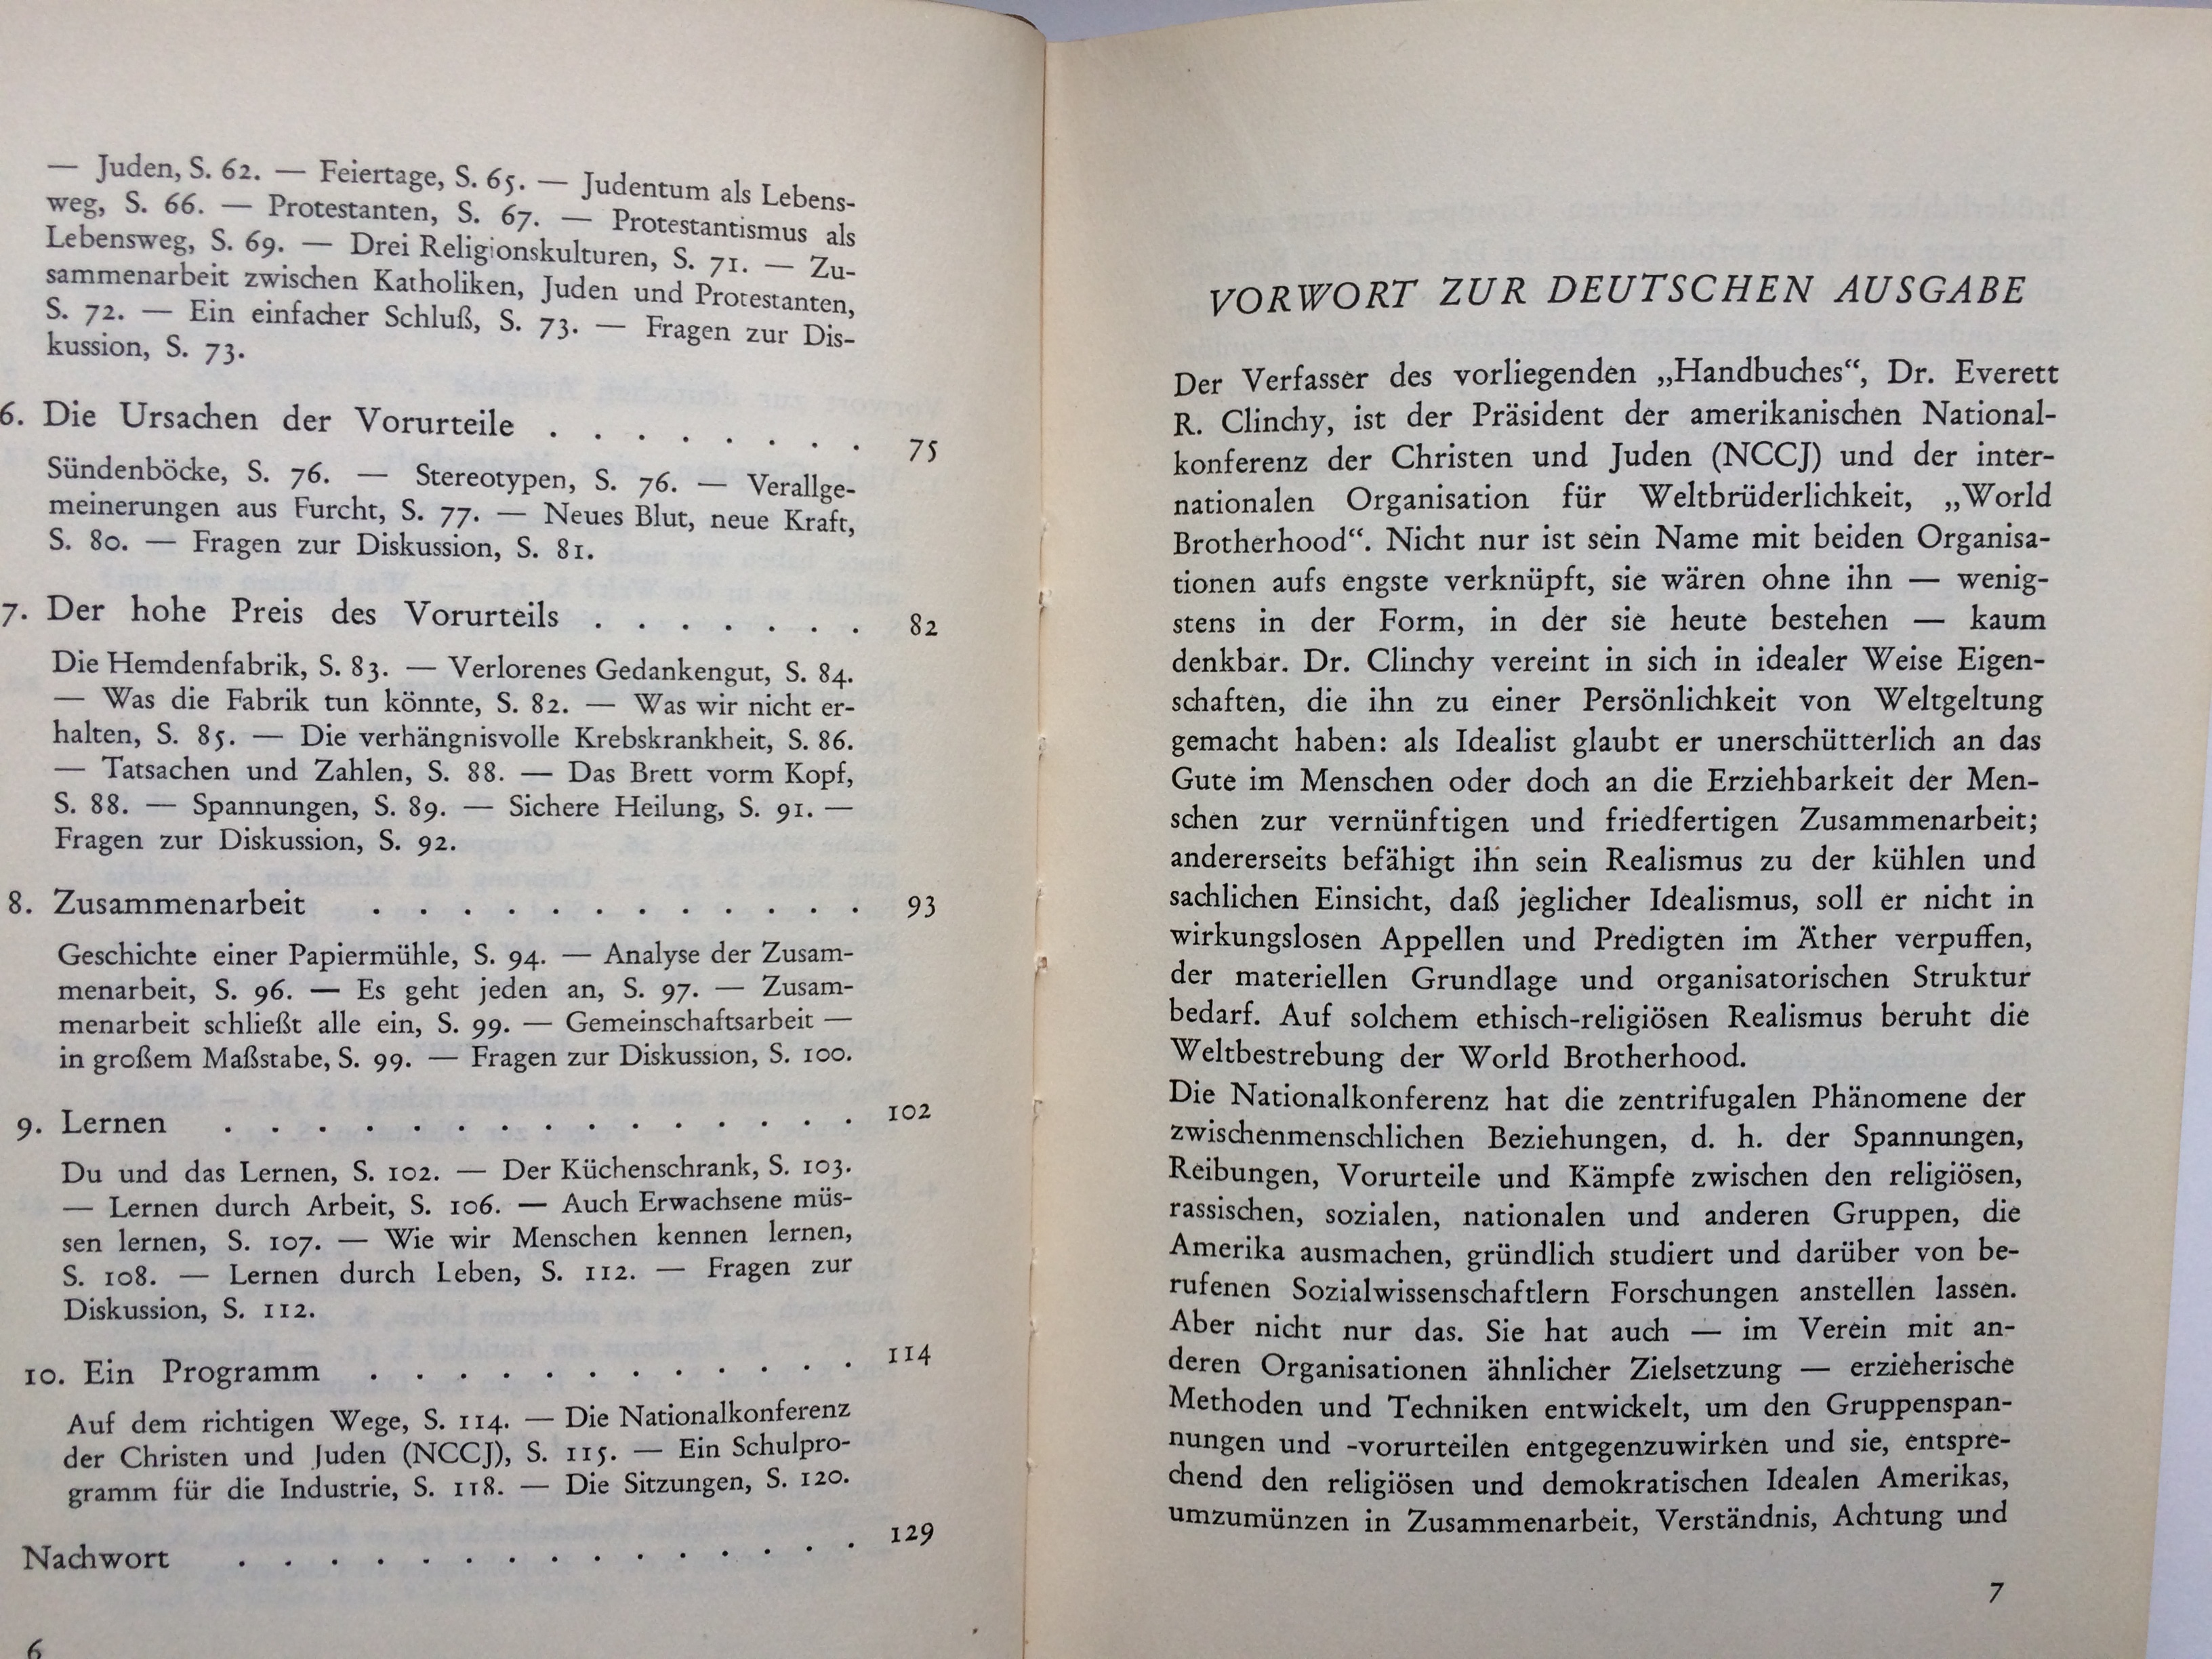 — Juden, S. 62. — Feiertage, S. 65. — Judentum als Lebens-
weg, S. 66. — Protestanten, S. 67. — Protestantismus als
Lebensweg, S. 69. — Drei Religionskulturen, S. 71. — Zu-
sammenarbeit zwischen Katholiken, Juden und Protestanten,
S. 72. — Ein einfacher Schluß, S. 73. — Fragen zur Dis-
kussion, S. 73.
6. Die Ursachen der Vorurteile . . . . . . . . 75
Sündenböcke, S. 76. — Stereotypen, S. 76. — Verallge-
meinerungen aus Furcht, S. 77. — Neues Blut, neue Kraft,
S. 80. — Fragen zur Diskussion, S. 81.
7. Der hohe Preis des Vorurteils . . . . . . . 82
Die Hemdenfabrik, S. 83. — Verlorenes Gedankengut, S. 84.
— Was die Fabrik tun könnte, S. 82. — Was wir nicht er-
halten, S. 85. — Die verhängnisvolle Krebskrankheit, S. 86.
— Tatsachen und Zahlen, S. 88. — Das Brett vorm Kopf,
S. 88. — Spannungen, S. 89. — Sichere Heilung, S. 91. —
Fragen zur Diskussion, S. 92.
8. Zusammenarbeit . . . . . . . . . . . . 93
Geschichte einer Papiermühle, S. 94. — Analyse der Zusam-
menarbeit, S. 96. — Es geht jeden an, S. 97. — Zusam-
menarbeit schließt alle ein, S. 99. — Gemeinschaftsarbeit —
in großem Maßstabe, S. 99. — Fragen zur Diskussion, S. 100.
9. Lernen . . . . . . . . . . . . . . . 102
Du und das Lernen, S. 102. — Der Küchenschrank, S. 103.
— Lernen durch Arbeit, S. 106. — Auch Erwachsene müs-
sen lernen, S. 107. — Wie wir Menschen kennen lernen,
S. 108. — Lernen durch Leben, S. 112. — Fragen zur
Diskussion, S. 112.
10. Ein Programm . . . . . . . . . . . . 114
Auf dem richtigen Wege, S. 114. — Die Nationalkonferenz
der Christen und Juden (NCCJ), S. 115. — Ein Schulpro-
gramm für die Industrie, S. 118. — Die Sitzungen, S. 120.
Nachwort . . . . . . . . . . . . . . . 129
6
VORWORT ZUR DEUTSCHEN AUSGABE
Der Verfasser des vorliegenden „Handbuches“, Dr. Everett
R. Clinchy, ist der Präsident der amerikanischen National-
konferenz der Christen und Juden (NCCJ) und der inter-
nationalen Organisation für Weltbrüderlichkeit, „World
Brotherhood“. Nicht nur ist sein Name mit beiden Organisa-
tionen aufs engste verknüpft, sie wären ohne ihn — wenig-
stens in der Form, in der sie heute bestehen — kaum
denkbar. Dr. Clinchy vereint in sich in idealer Weise Eigen-
schaften, die ihn zu einer Persönlichkeit von Weltgeltung
gemacht haben: als Idealist glaubt er unerschütterlich an das
Gute im Menschen oder doch an die Erziehbarkeit der Men-
schen zur vernünftigen und friedfertigen Zusammenarbeit;
andererseits befähigt ihn sein Realismus zu der kühlen und
sachlichen Einsicht, daß jeglicher Idealismus, soll er nicht in
wirkungslosen Appellen und Predigten im Äther verpuffen,
der materiellen Grundlage und organisatorischen Struktur
bedarf. Auf solchem ethisch-religiösen Realismus beruht die
Weltbestrebung der World Brotherhood.
Die Nationalkonferenz hat die zentrifugalen Phänomene der
zwischenmenschlichen Beziehungen, d. h. der Spannungen,
Reibungen, Vorurteile und Kämpfe zwischen den religiösen,
rassischen, sozialen, nationalen und anderen Gruppen, die
Amerika ausmachen, gründlich studiert und darüber von be-
rufenen Sozialwissenschaftlern Forschungen anstellen lassen.
Aber nicht nur das. Sie hat auch — im Verein mit an-
deren Organisationen ähnlicher Zielsetzung — erzieherische
Methoden und Techniken entwickelt, um den Gruppenspan-
nungen und -vorurteilen entgegenzuwirken und sie, entspre-
chend den religiösen und demokratischen Idealen Amerikas,
umzumünzen in Zusammenarbeit, Verständnis, Achtung und
7